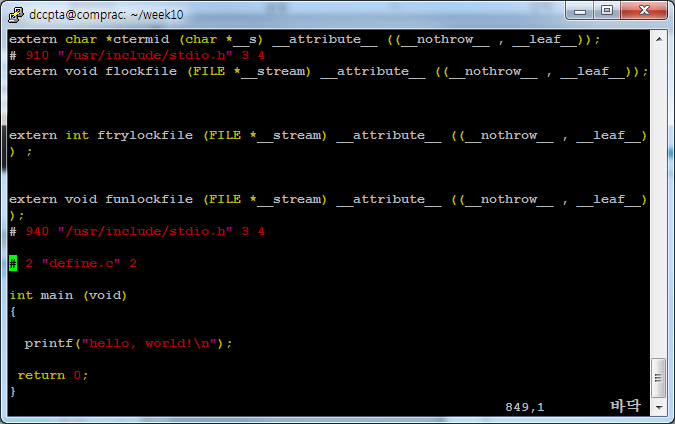 dccpta@comprac: ~/week10
extern char *ctermid (char *__s) __attribute__ ((__nothrow__ , __leaf__));
# 910 "/usr/include/stdio.h" 3 4
extern void flockfile (FILE *__stream) __attribute__ ((__nothrow__ , __leaf__));
extern int ftrylockfile (FILE *__stream) __attribute__ ((__nothrow__ , __leaf__)
) ;
extern void funlockfile (FILE *__stream) __attribute__ ((__nothrow__ , __leaf__)
);
# 940 "/usr/include/stdio.h" 3 4
# 2 "define.c" 2
int main (void)
{
printf("hello, world!\n");
return 0;
}
849,1 바닥